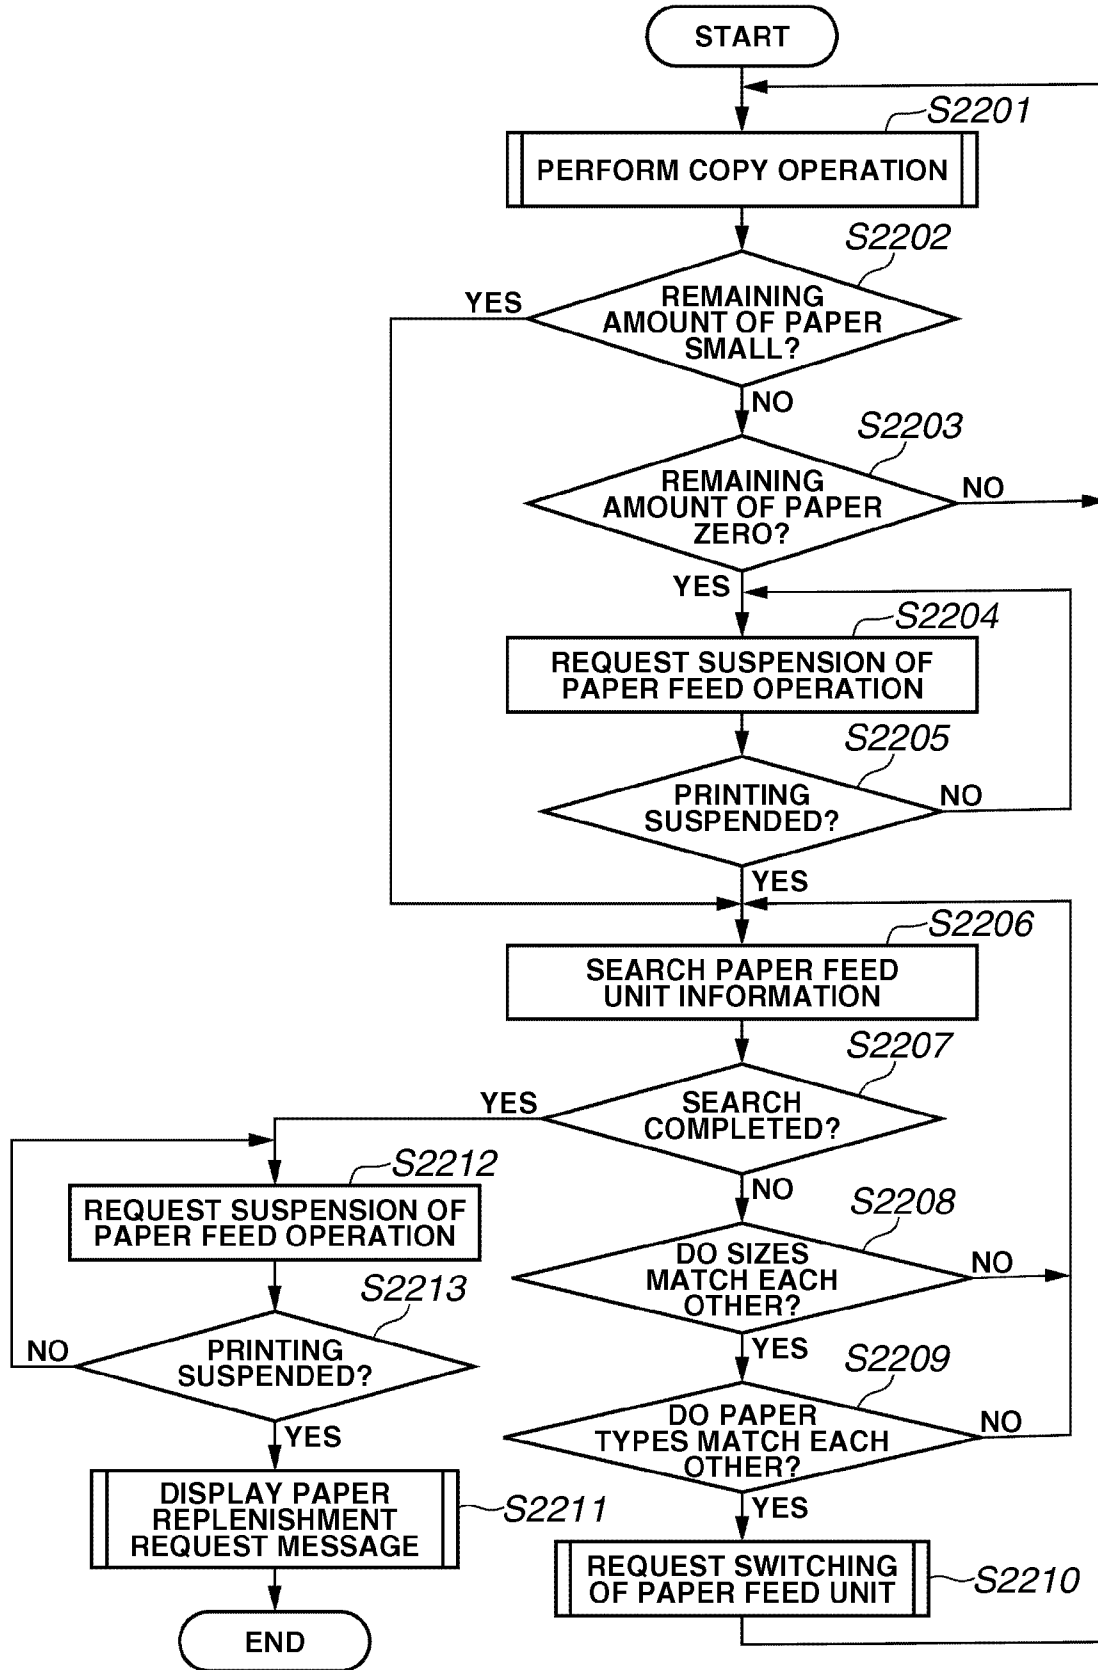 START
S2201
PERFORM COPY OPERATION
S2202
YES
REMAINING
AMOUNT OF PAPER
SMALL?
NO
S2203
REMAINING
AMOUNT OF PAPER
ZERO?
NO
YES
S2204
REQUEST SUSPENSION OF
PAPER FEED OPERATION
S2205
PRINTING
SUSPENDED?
NO
YES
S2206
SEARCH PAPER FEED
UNIT INFORMATION
S2207
YES
SEARCH
COMPLETED?
NO
S2208
DO SIZES
MATCH EACH
OTHER?
NO
YES
S2209
DO PAPER
TYPES MATCH EACH
OTHER?
NO
YES
REQUEST SWITCHING
OF PAPER FEED UNIT
S2210
S2212
REQUEST SUSPENSION OF
PAPER FEED OPERATION
S2213
NO
PRINTING
SUSPENDED?
YES
DISPLAY PAPER
REPLENISHMENT
REQUEST MESSAGE
S2211
END